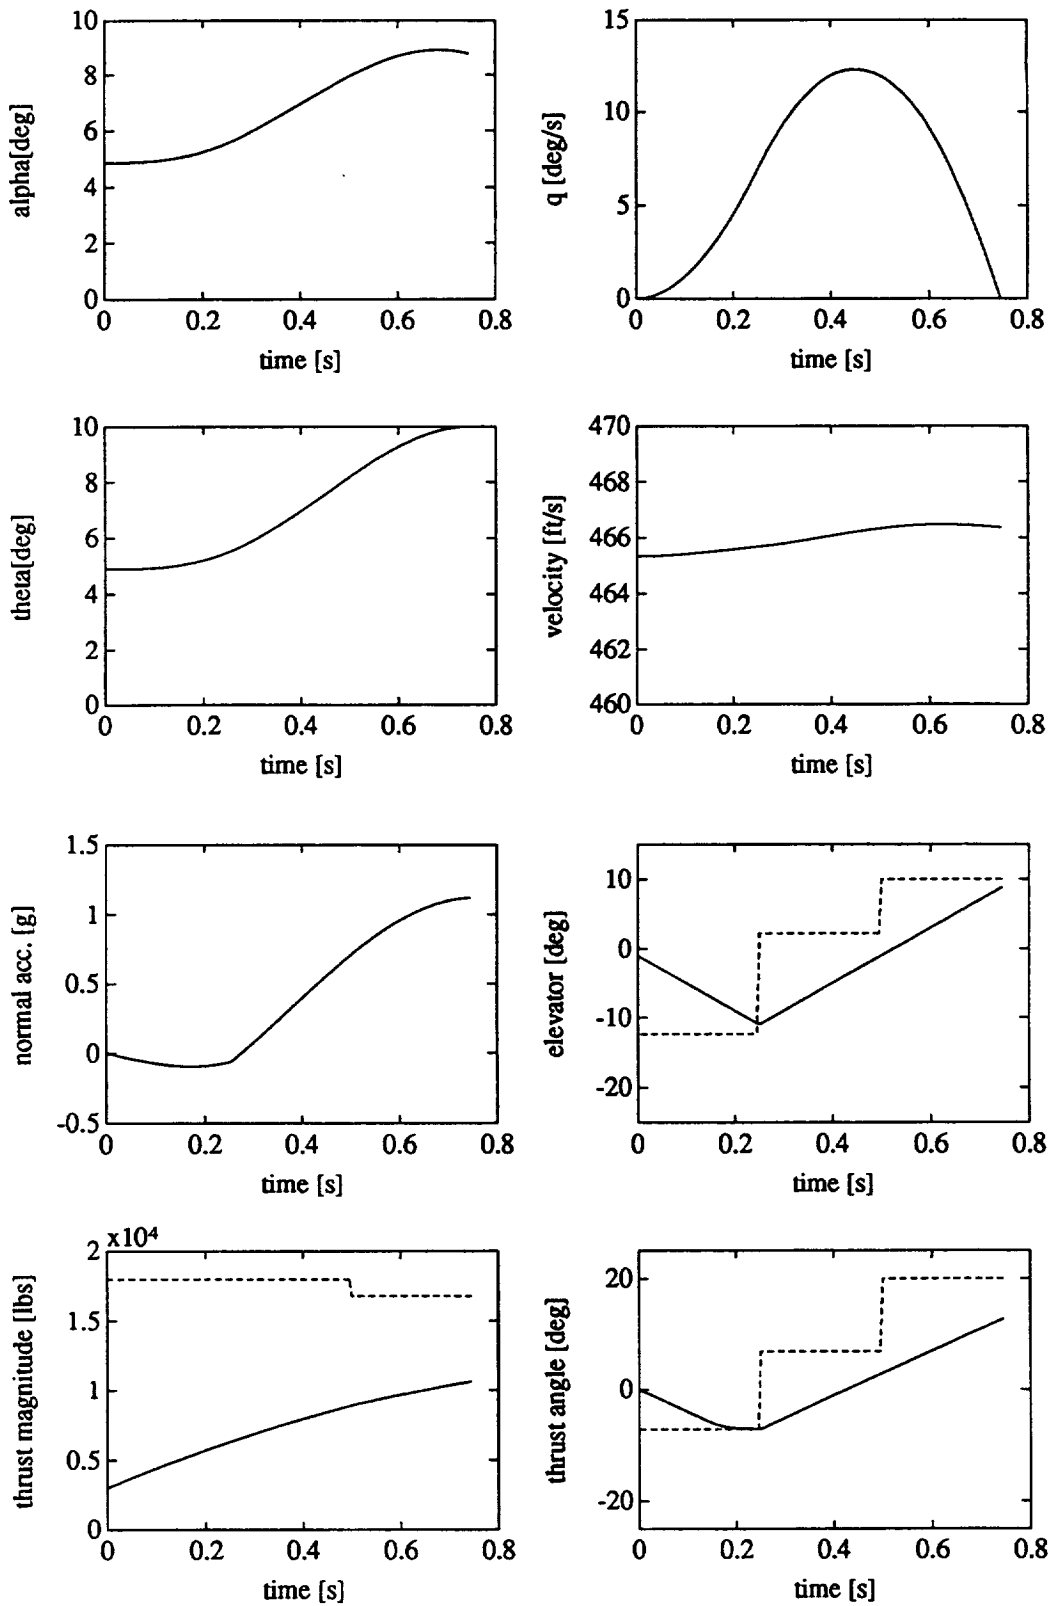 alpha[deg]
10
8
6
4
2
0
0 0.2 0.4 0.6 0.8
time [s]
q [deg/s]
15
10
5
0
0 0.2 0.4 0.6 0.8
time [s]
theta[deg]
10
8
6
4
2
0
0 0.2 0.4 0.6 0.8
time [s]
velocity [ft/s]
470
468
466
464
462
460
0 0.2 0.4 0.6 0.8
time [s]
normal acc. [g]
1.5
1
0.5
0
-0.5
0 0.2 0.4 0.6 0.8
time [s]
elevator [deg]
10
0
-10
-20
0 0.2 0.4 0.6 0.8
time [s]
thrust magnitude [lbs]
x10⁴
2
1.5
1
0.5
0
0 0.2 0.4 0.6 0.8
time [s]
thrust angle [deg]
20
0
-20
0 0.2 0.4 0.6 0.8
time [s]